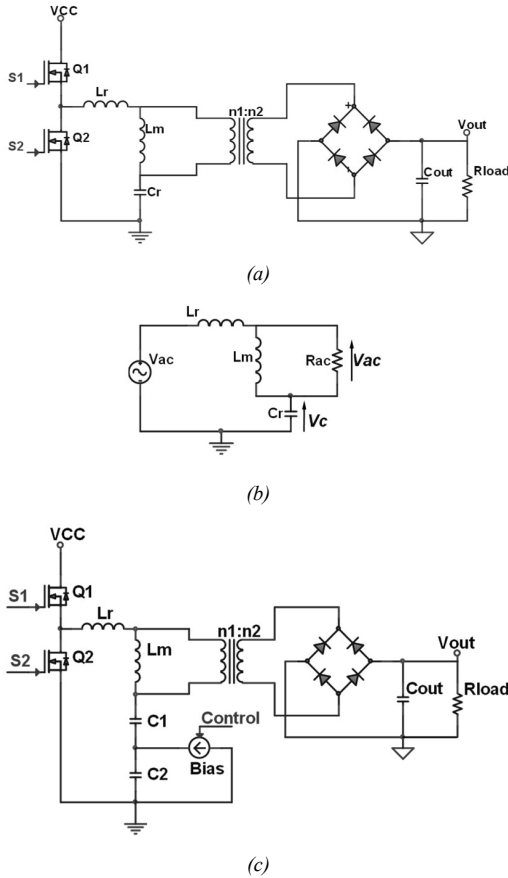 VCC
S1
Q1
Lr
n1:n2
S2
Q2
Lm
Cr
+
-
Vout
Cout
Rload
(a)
Lr
Vac
Lm
Rac
Vac
Cr
Vc
(b)
VCC
S1
Q1
Lr
n1:n2
S2
Q2
Lm
Vout
C1
Control
Cout
Rload
Bias
C2
(c)